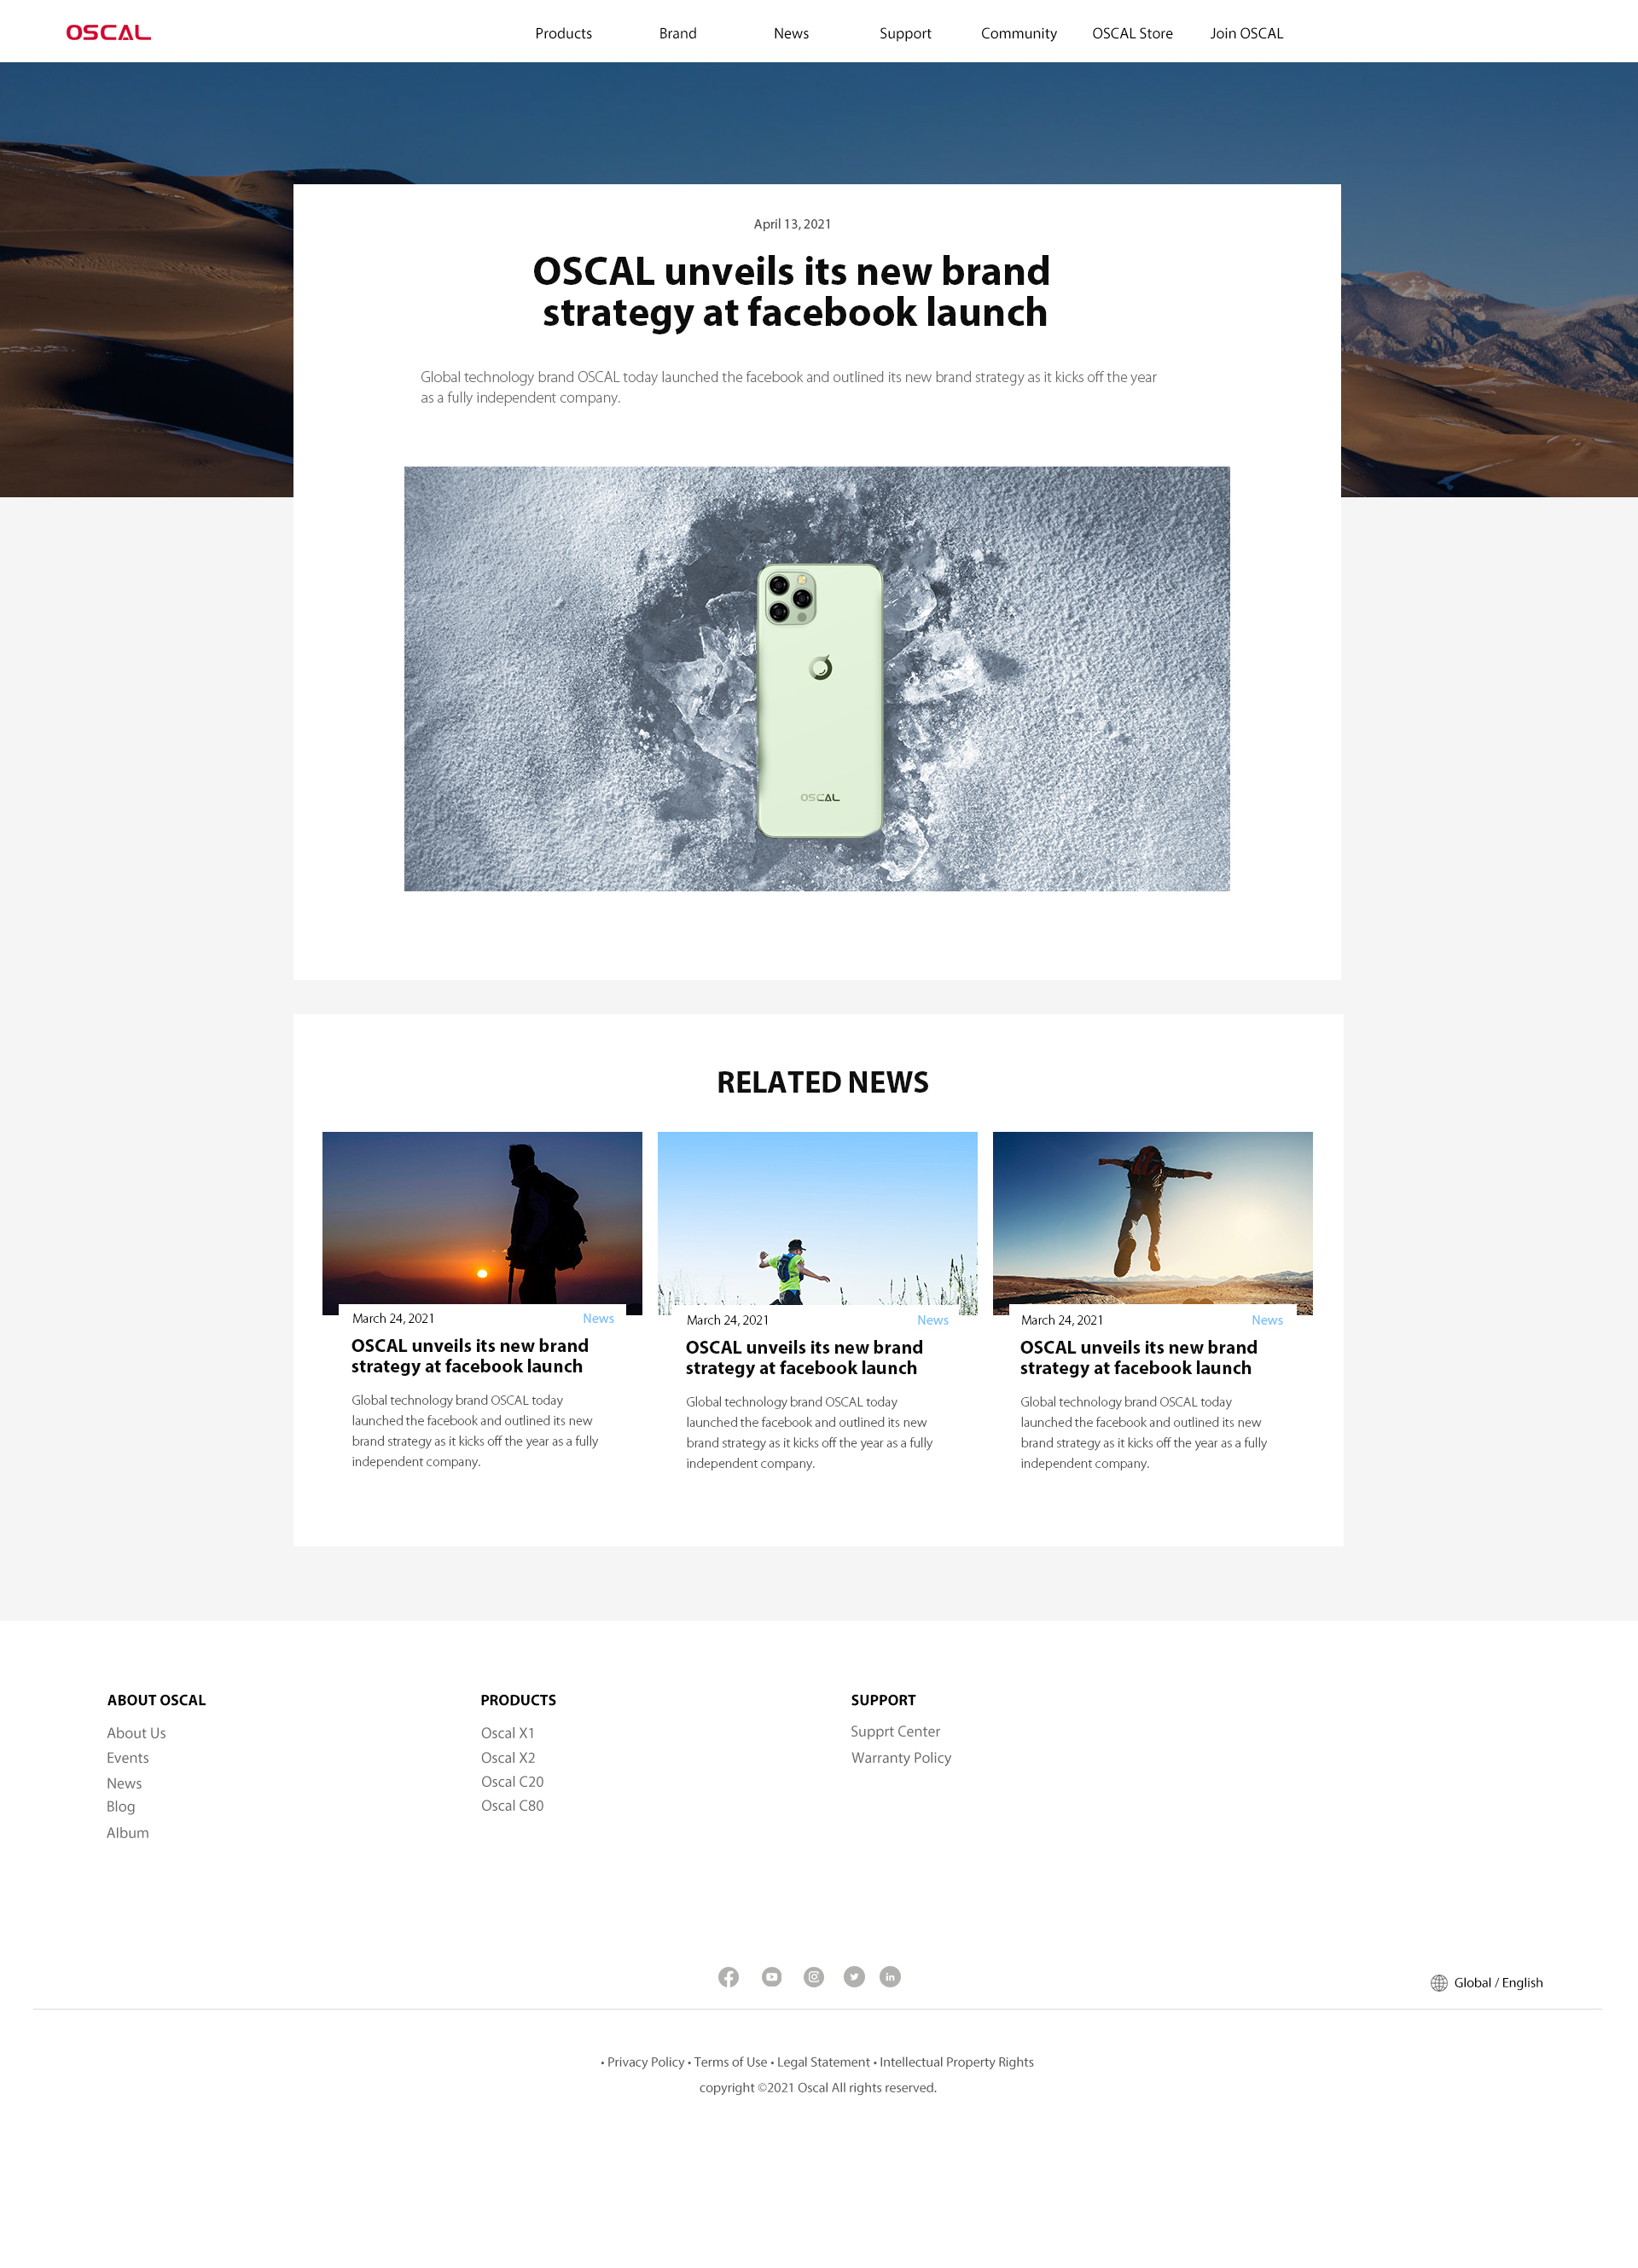 OSCAL
Products Brand News Support Community OSCAL Store Join OSCAL
April 13, 2021
OSCAL unveils its new brand
strategy at facebook launch
Global technology brand OSCAL today launched the facebook and outlined its new brand strategy as it kicks off the year
as a fully independent company.
OSCAL
RELATED NEWS
March 24, 2021 News
OSCAL unveils its new brand
strategy at facebook launch
Global technology brand OSCAL today
launched the facebook and outlined its new
brand strategy as it kicks off the year as a fully
independent company.
March 24, 2021 News
OSCAL unveils its new brand
strategy at facebook launch
Global technology brand OSCAL today
launched the facebook and outlined its new
brand strategy as it kicks off the year as a fully
independent company.
March 24, 2021 News
OSCAL unveils its new brand
strategy at facebook launch
Global technology brand OSCAL today
launched the facebook and outlined its new
brand strategy as it kicks off the year as a fully
independent company.
ABOUT OSCAL
About Us
Events
News
Blog
Album
PRODUCTS
Oscal X1
Oscal X2
Oscal C20
Oscal C80
SUPPORT
Supprt Center
Warranty Policy
Global / English
• Privacy Policy • Terms of Use • Legal Statement • Intellectual Property Rights
copyright ©2021 Oscal All rights reserved.